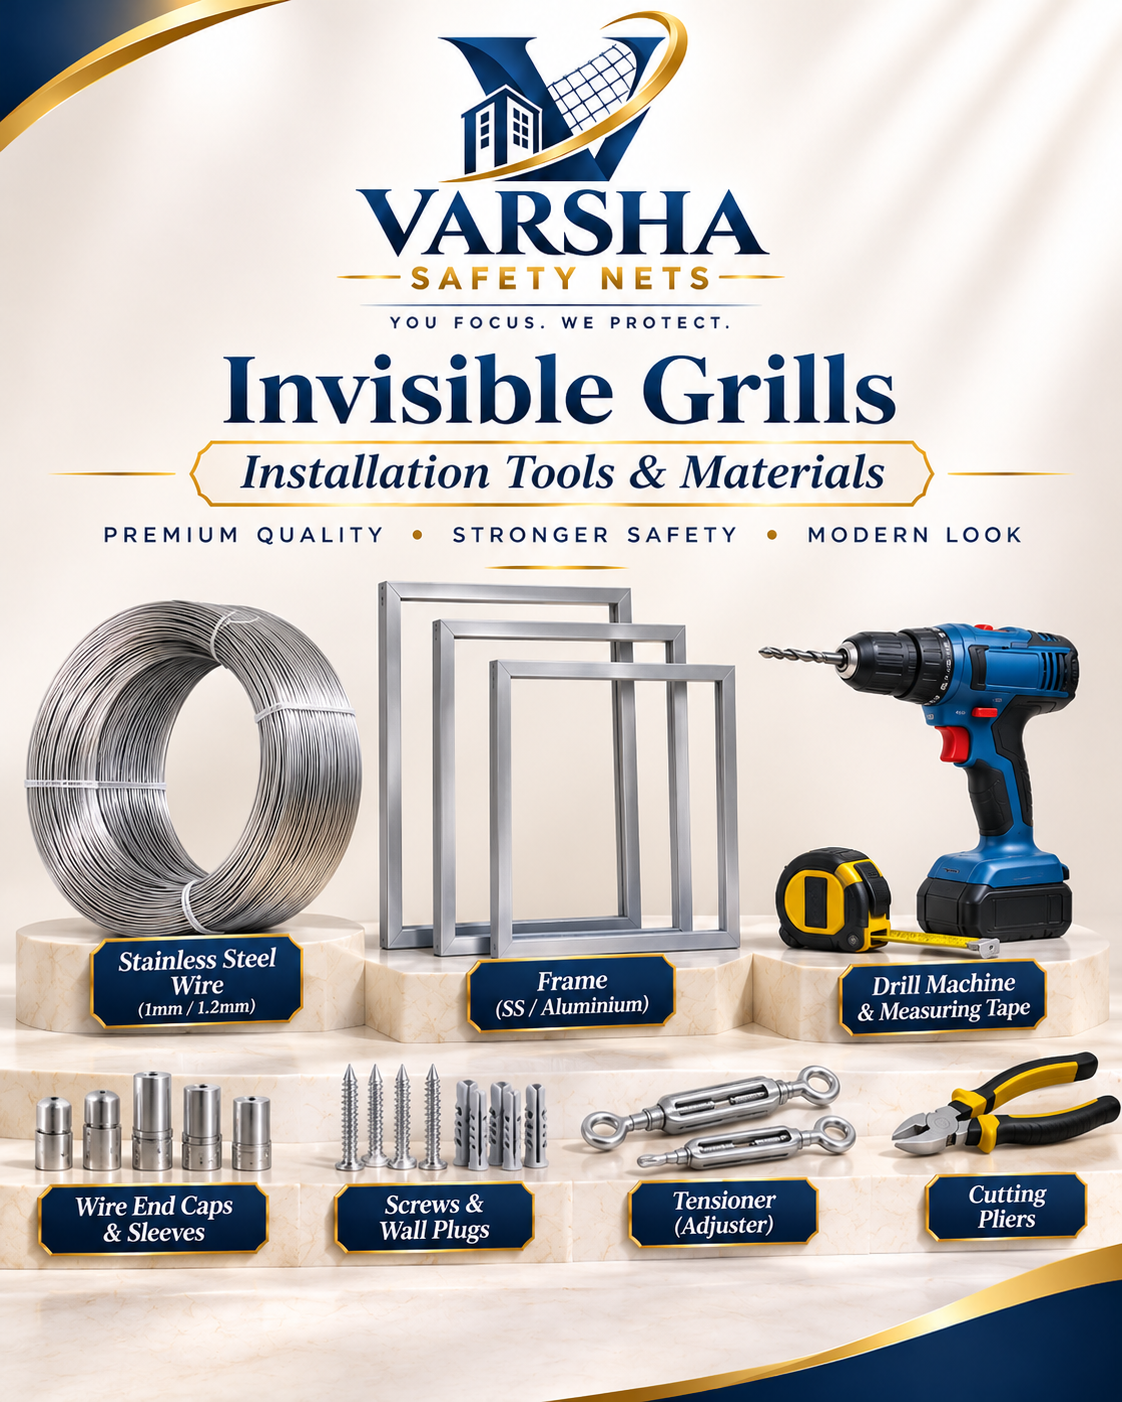 VARSHA
SAFETY NETS
YOU FOCUS. WE PROTECT.
Invisible Grills
Installation Tools & Materials
PREMIUM QUALITY • STRONGER SAFETY • MODERN LOOK
Stainless Steel
Wire
(1mm / 1.2mm)
Frame
(SS / Aluminium)
Drill Machine
& Measuring Tape
Wire End Caps
& Sleeves
Screws &
Wall Plugs
Tensioner
(Adjuster)
Cutting
Pliers